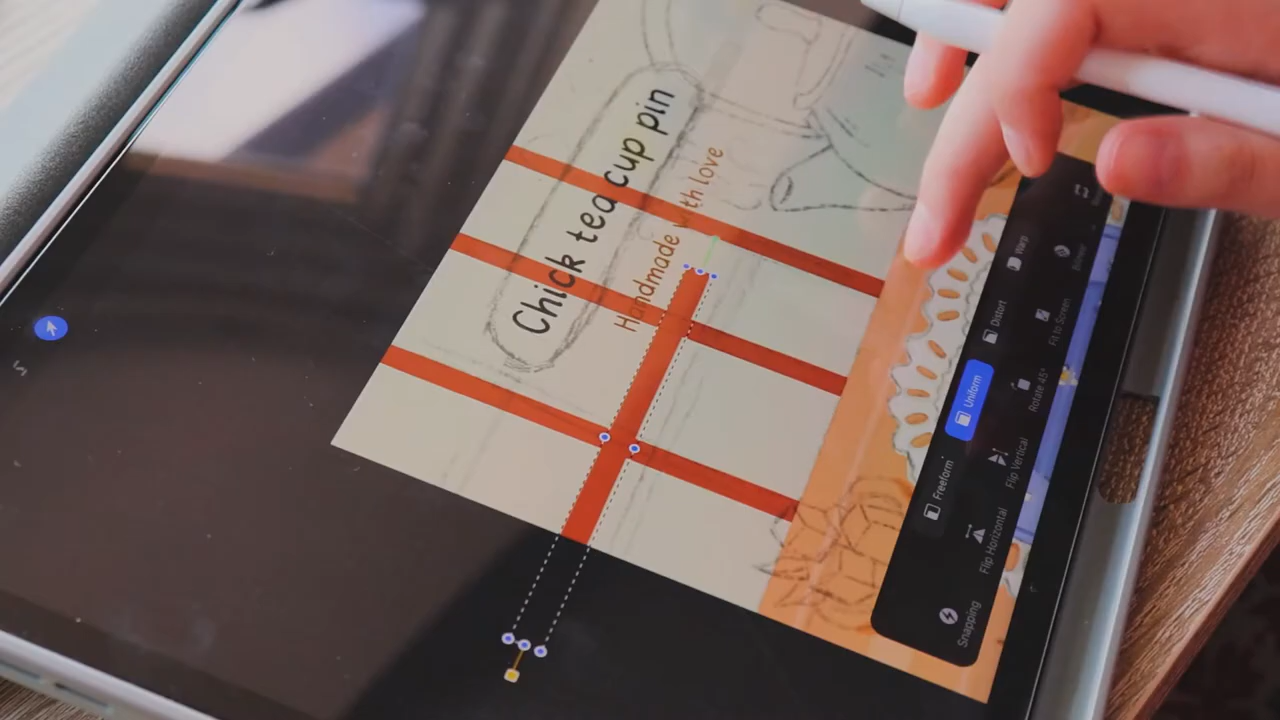 Chick teacup pin
Handmade with love
Freeform
Uniform
Distort
Warp
Snapping
Flip Horizontal
Flip Vertical
Rotate 45°
Fit to Screen